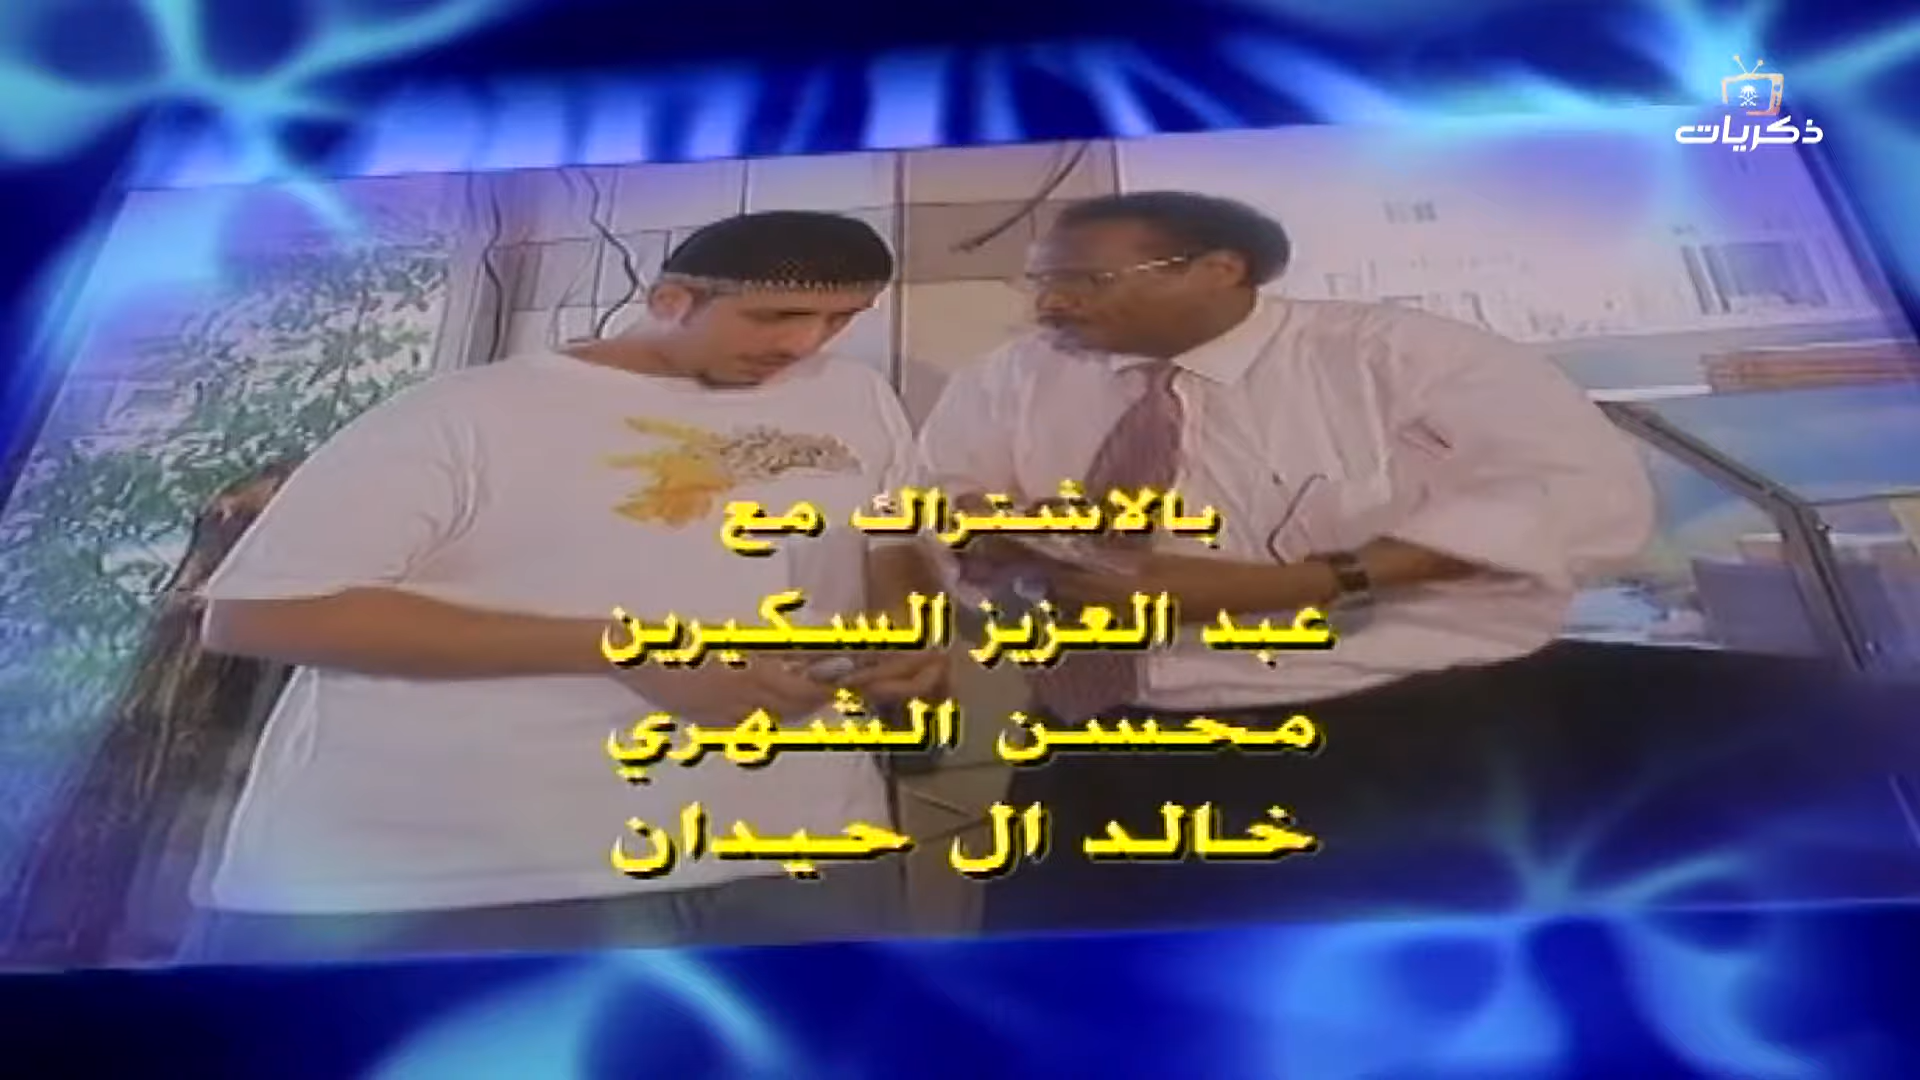 ذكريات
بالاشتراك مع
عبد العزيز السكيرين
محسن الشهري
خالد ال حيدان